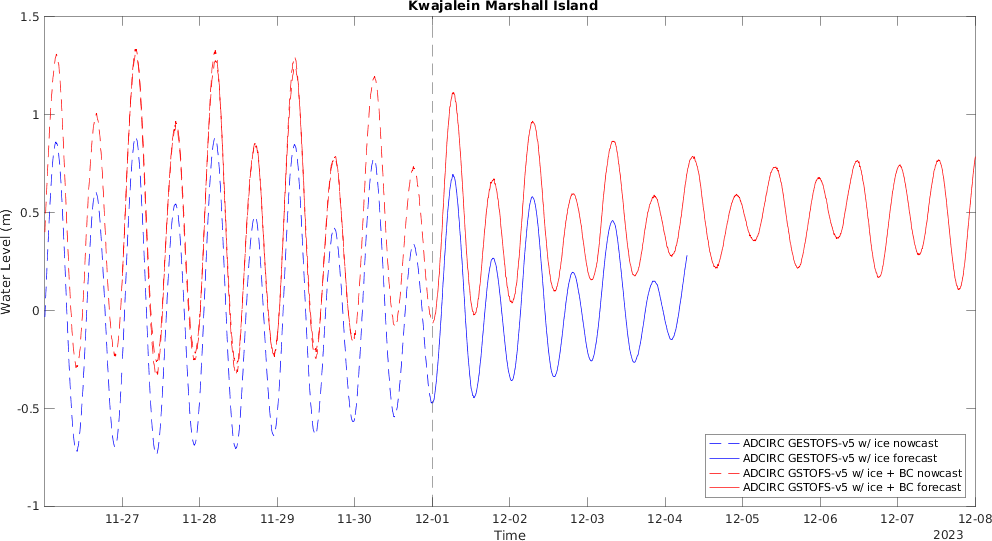 Kwajalein Marshall Island
1.5
1
0.5
0
-0.5
-1
Water Level (m)
ADCIRC GESTOFS-v5 w/ ice nowcast
ADCIRC GESTOFS-v5 w/ ice forecast
ADCIRC GSTOFS-v5 w/ ice + BC nowcast
ADCIRC GSTOFS-v5 w/ ice + BC forecast
11-27 11-28 11-29 11-30 12-01 12-02 12-03 12-04 12-05 12-06 12-07 12-08
Time
2023